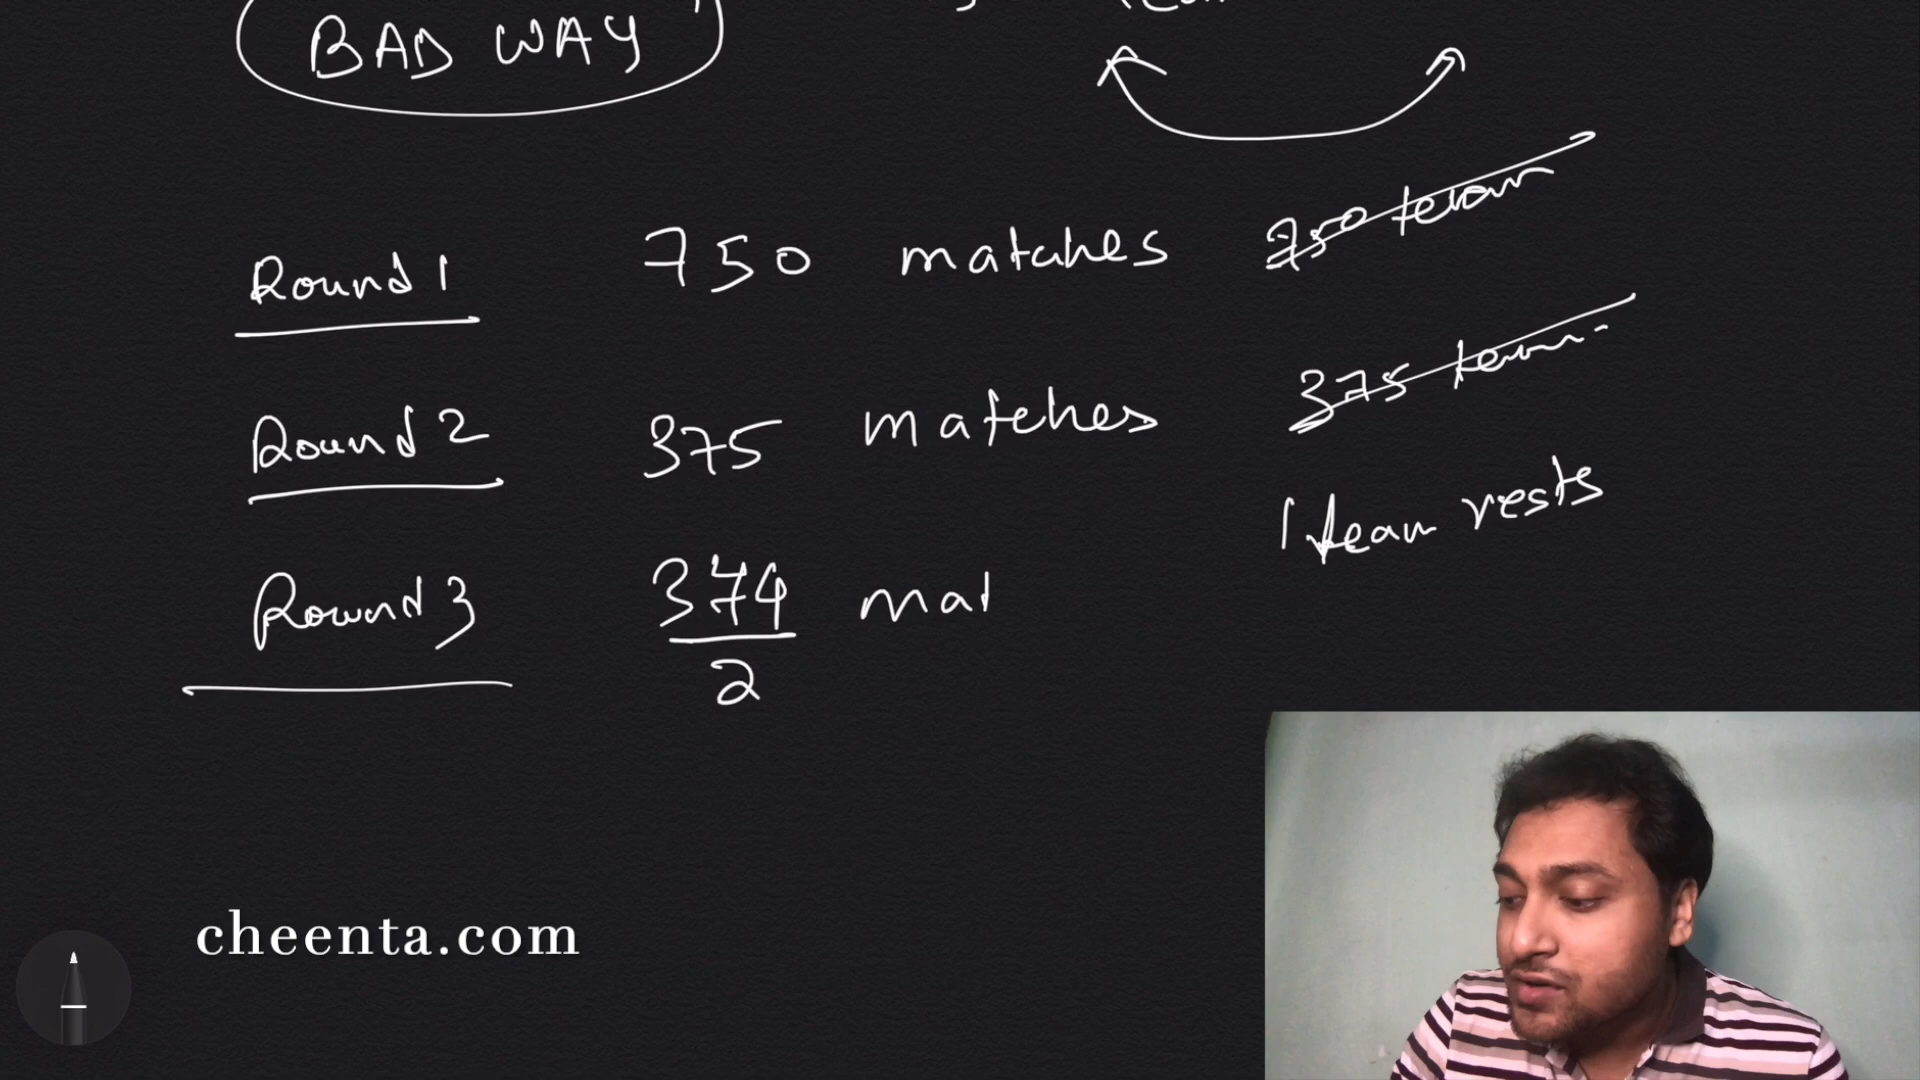 BAD WAY
Round 1 750 matches 750 team
Round 2 375 matches 375 team
1 team rests
Round 3 374/2 mat
cheenta.com